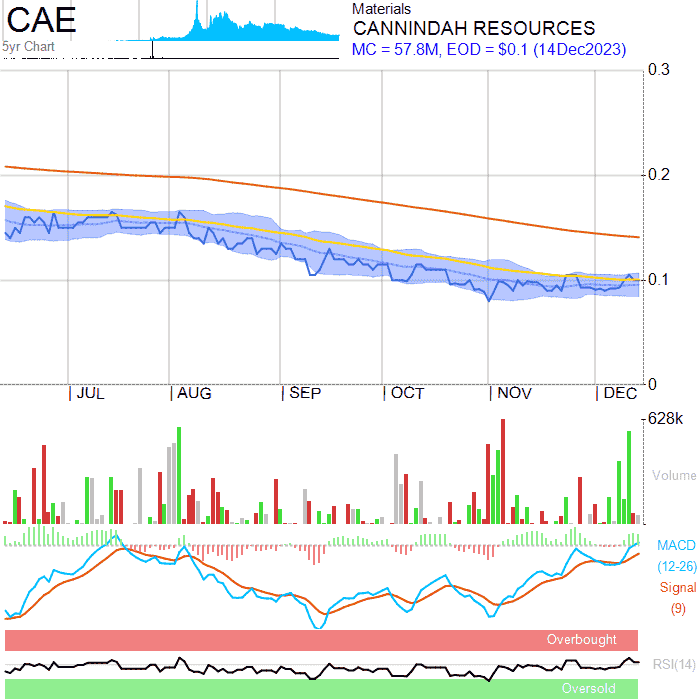 CAE
5yr Chart
Materials
CANNINDAH RESOURCES
MC = 57.8M, EOD = $0.1 (14Dec2023)
0.3
0.2
0.1
0
JUL
AUG
SEP
OCT
NOV
DEC
628k
Volume
MACD
(12-26)
Signal
(9)
Overbought
RSI(14)
Oversold